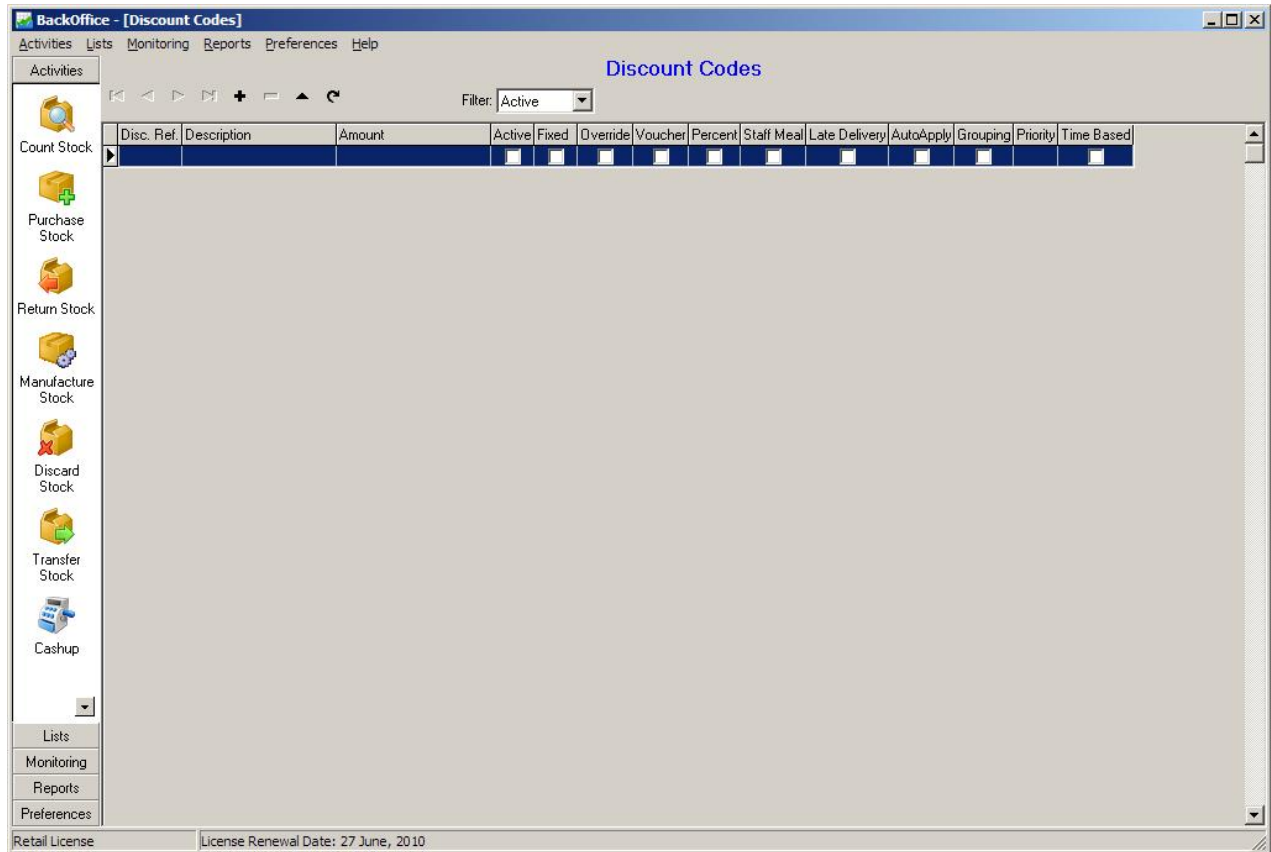 BackOffice - [Discount Codes]
Activities Lists Monitoring Reports Preferences Help
Activities
Discount Codes
Filter: Active
Disc. Ref. Description Amount Active Fixed Override Voucher Percent Staff Meal Late Delivery AutoApply Grouping Priority Time Based
Count Stock
Purchase
Stock
Return Stock
Manufacture
Stock
Discard
Stock
Transfer
Stock
Cashup
Lists
Monitoring
Reports
Preferences
Retail License License Renewal Date: 27 June, 2010